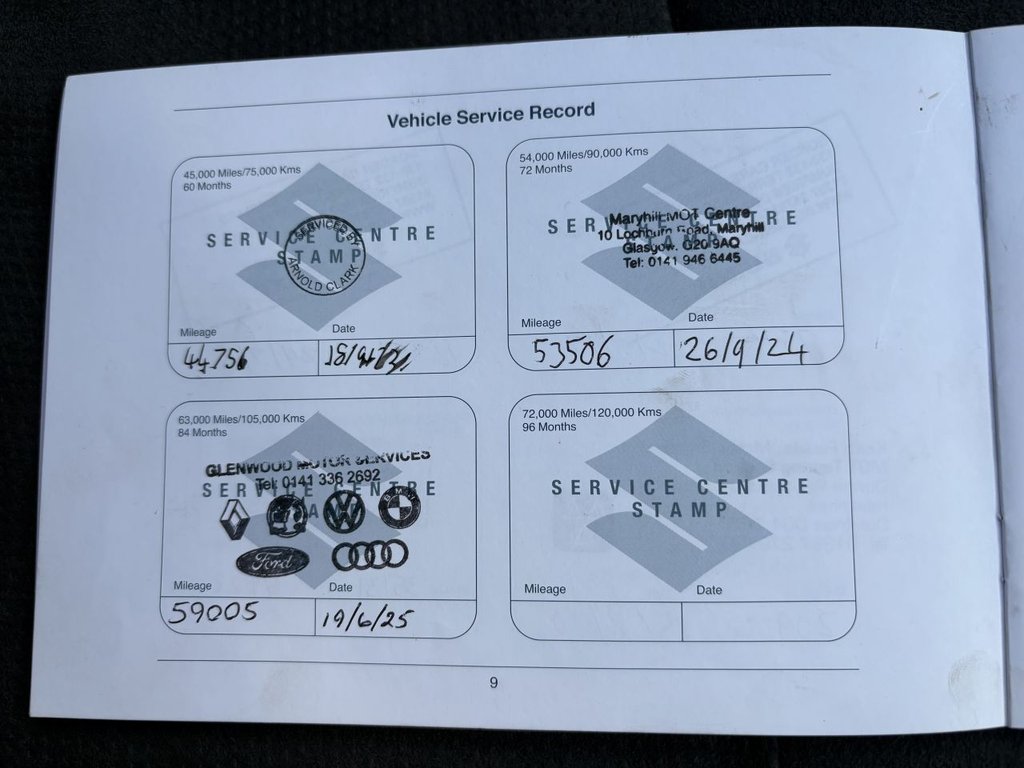 Vehicle Service Record
45,000 Miles/75,000 Kms
60 Months
SERVICE CENTRE
STAMP
SERVICED BY
ARNOLD CLARK
Mileage
Date
44756
54,000 Miles/90,000 Kms
72 Months
SERVICE CENTRE
STAMP
Maryhill MOT Centre
10 Lochburn Road, Maryhill
Glasgow. G20 9AQ
Tel: 0141 946 6445
Mileage
Date
53506
26/9/24
63,000 Miles/105,000 Kms
84 Months
GLENWOOD MOTOR SERVICES
Tel: 0141 336 2692
SERVICE CENTRE
STAMP
Ford
Mileage
Date
59005
19/6/25
72,000 Miles/120,000 Kms
96 Months
SERVICE CENTRE
STAMP
Mileage
Date
9